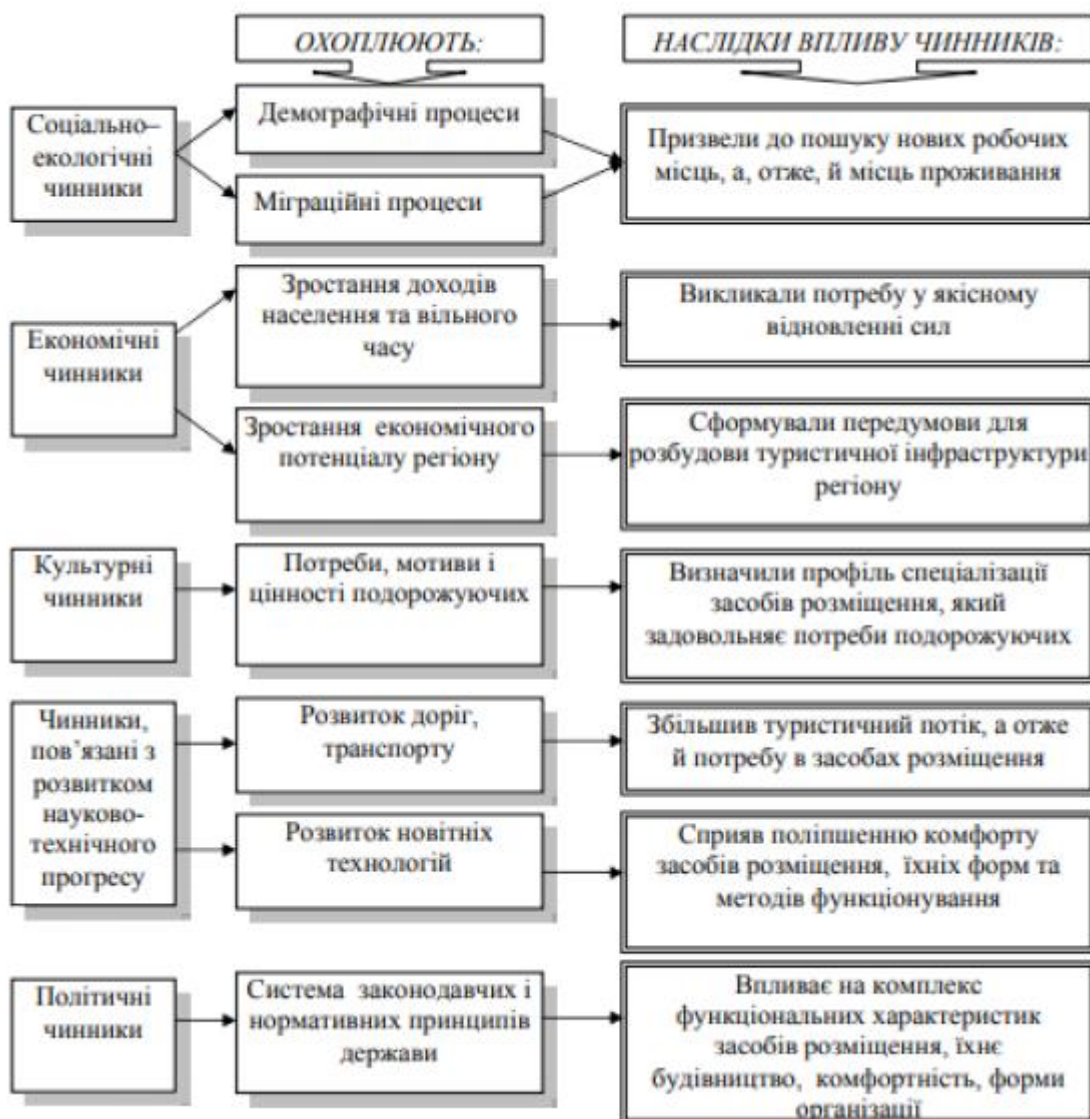 ОХОПЛЮЮТЬ:
НАСЛІДКИ ВПЛИВУ ЧИННИКІВ:
Соціально–
екологічні
чинники
Демографічні процеси
Міграційні процеси
Призвели до пошуку нових робочих
місць, а, отже, й місць проживання
Економічні
чинники
Зростання доходів
населення та вільного
часу
Викликали потребу у якісному
відновленні сил
Зростання економічного
потенціалу регіону
Сформували передумови для
розбудови туристичної інфраструктури
регіону
Культурні
чинники
Потреби, мотиви і
цінності подорожуючих
Визначили профіль спеціалізації
засобів розміщення, який
задовольняє потреби подорожуючих
Чинники,
пов’язані з
розвитком
науково-
технічного
прогресу
Розвиток доріг,
транспорту
Збільшив туристичний потік, а отже
й потребу в засобах розміщення
Розвиток новітніх
технологій
Сприяв поліпшенню комфорту
засобів розміщення, їхніх форм та
методів функціонування
Політичні
чинники
Система законодавчих і
нормативних принципів
держави
Впливає на комплекс
функціональних характеристик
засобів розміщення, їхнє
будівництво, комфортність, форми
організації